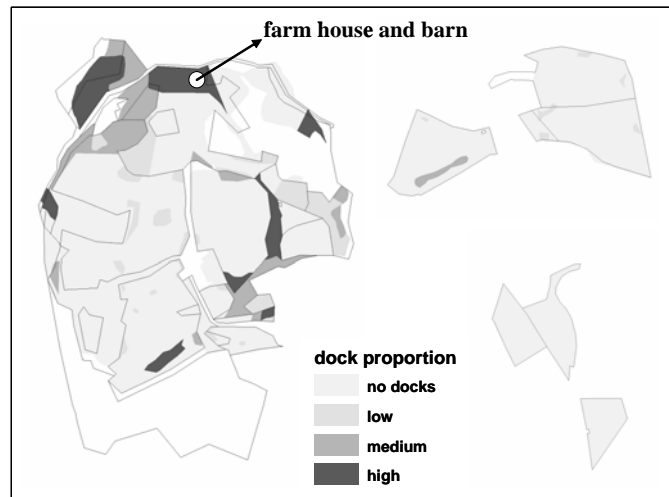 farm house and barn
dock proportion
no docks
low
medium
high